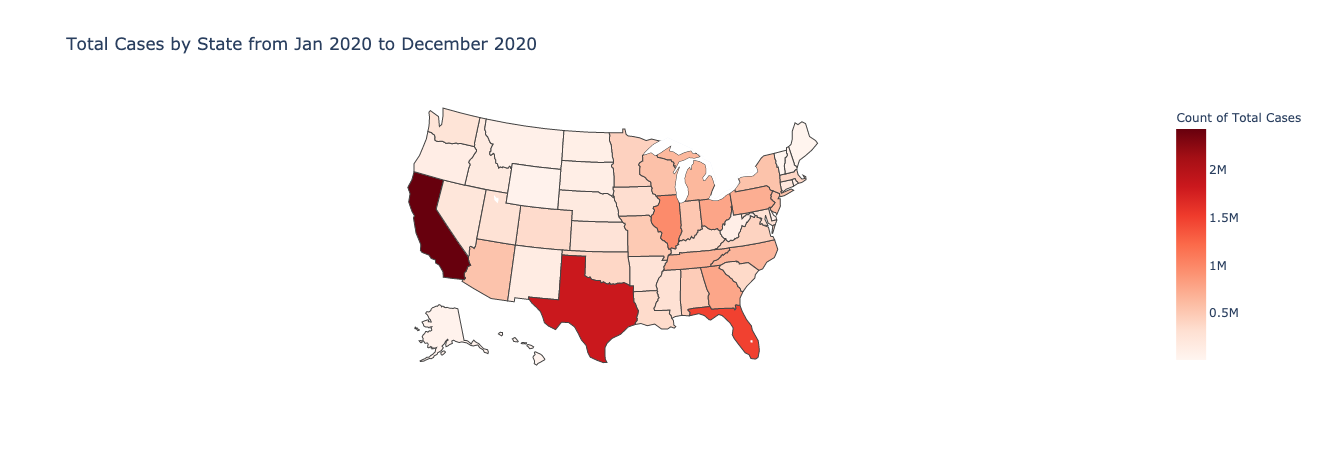 Total Cases by State from Jan 2020 to December 2020
Count of Total Cases
2M
1.5M
1M
0.5M